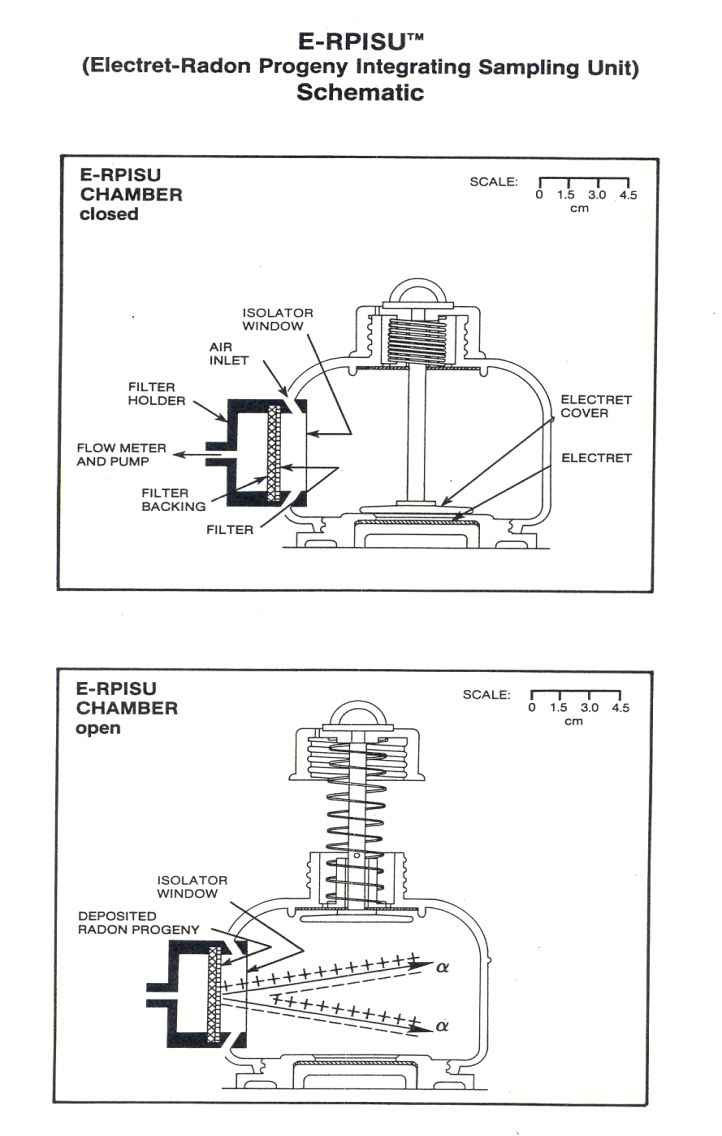 E-RPISU™
(Electret-Radon Progeny Integrating Sampling Unit)
Schematic
E-RPISU
CHAMBER
closed
SCALE:
0 1.5 3.0 4.5
cm
ISOLATOR
WINDOW
AIR
INLET
FILTER
HOLDER
ELECTRET
COVER
FLOW METER
AND PUMP
ELECTRET
FILTER
BACKING
FILTER
E-RPISU
CHAMBER
open
SCALE:
0 1.5 3.0 4.5
cm
ISOLATOR
WINDOW
DEPOSITED
RADON PROGENY
α
α